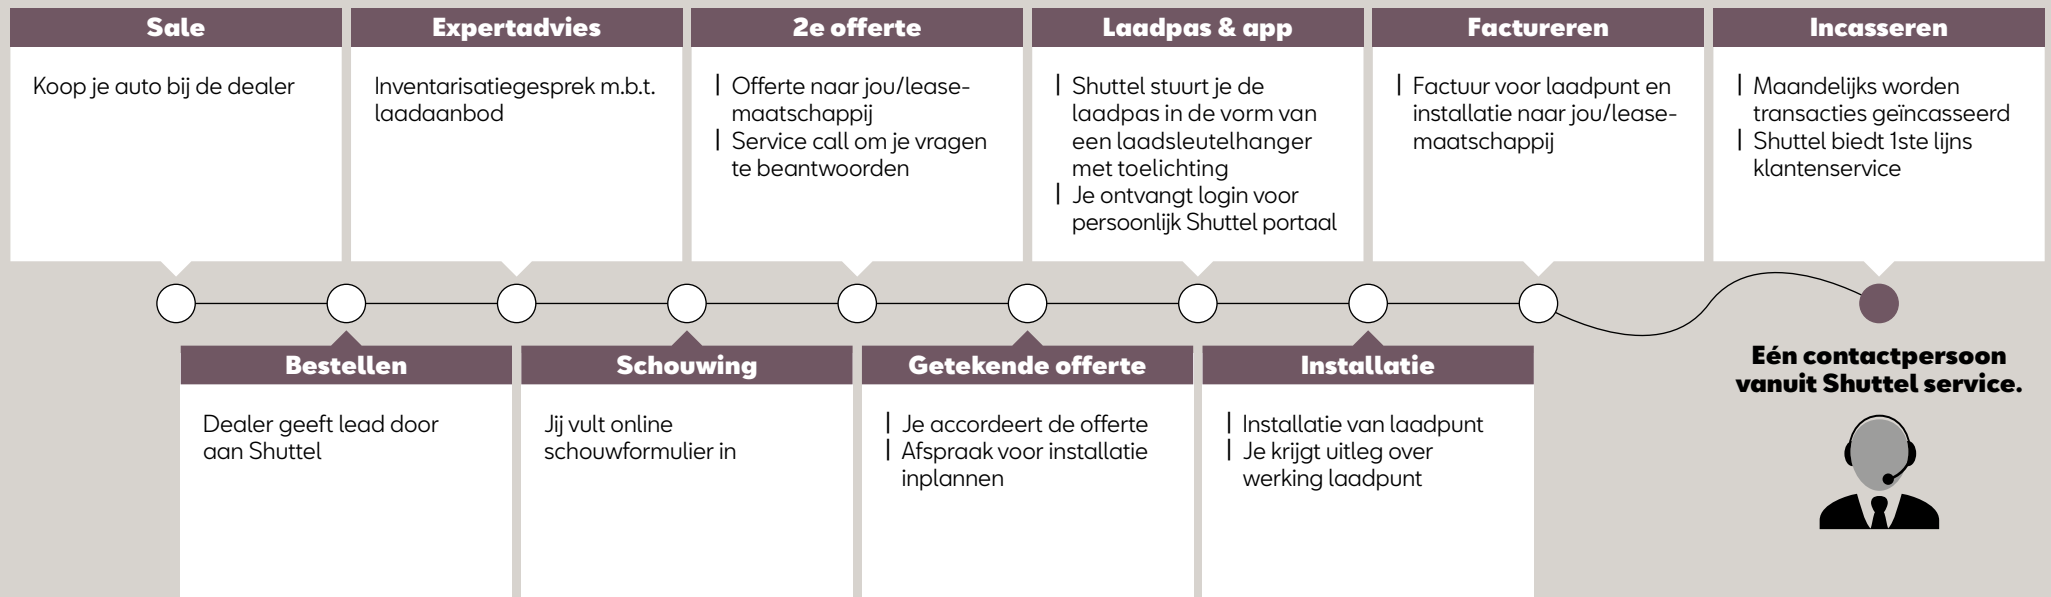 Sale
Koop je auto bij de dealer
Expertadvies
Inventarisatiegesprek m.b.t.
laadaanbod
2e offerte
| Offerte naar jou/lease-
maatschappij
| Service call om je vragen
te beantwoorden
Laadpas & app
| Shuttel stuurt je de
laadpas in de vorm van
een laadsleutelhanger
met toelichting
| Je ontvangt login voor
persoonlijk Shuttel portaal
Factureren
| Factuur voor laadpunt en
installatie naar jou/lease-
maatschappij
Incasseren
| Maandelijks worden
transacties geïncasseerd
| Shuttel biedt 1ste lijns
klantenservice
Bestellen
Dealer geeft lead door
aan Shuttel
Schouwing
Jij vult online
schouwformulier in
Getekende offerte
| Je accordeert de offerte
| Afspraak voor installatie
inplannen
Installatie
| Installatie van laadpunt
| Je krijgt uitleg over
werking laadpunt
Eén contactpersoon
vanuit Shuttel service.